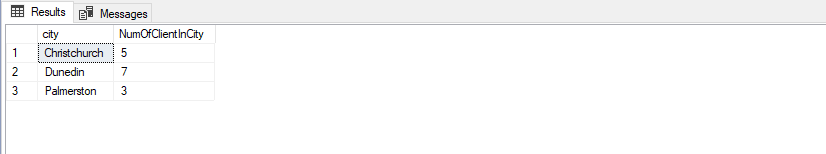 Results Messages
city NumOfClientInCity
1 Christchurch 5
2 Dunedin 7
3 Palmerston 3